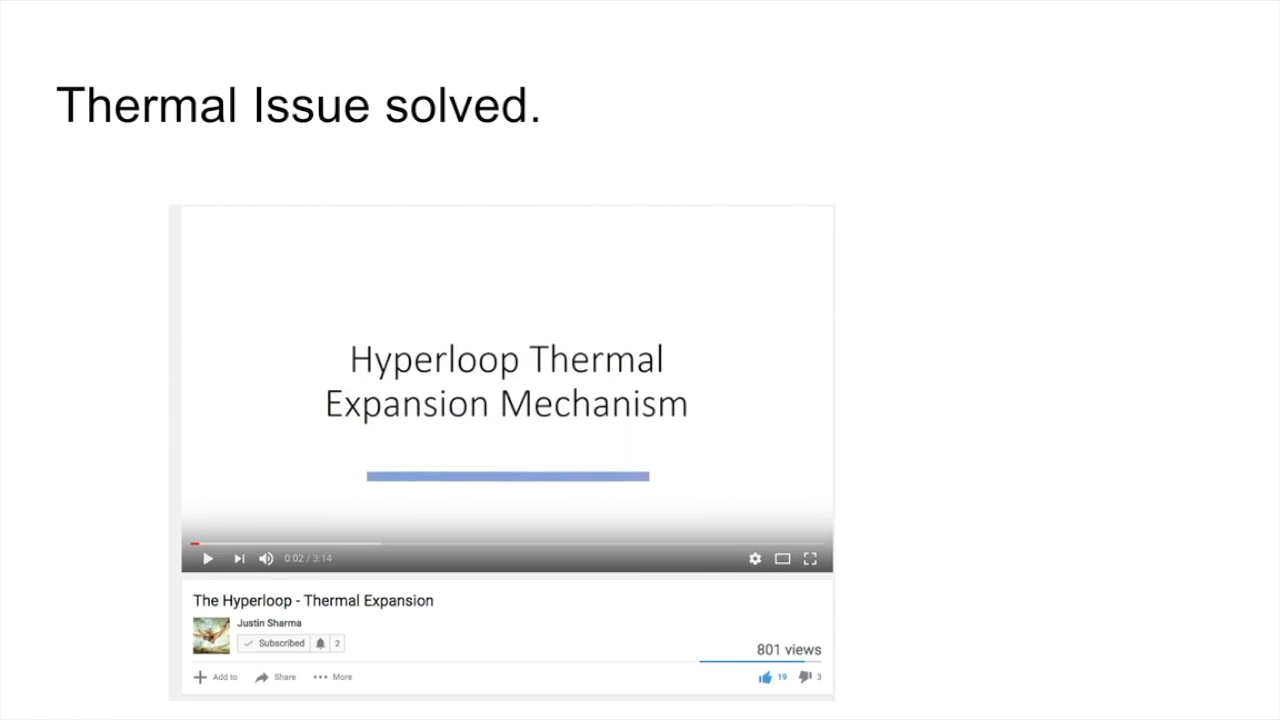 Thermal Issue solved.
Hyperloop Thermal
Expansion Mechanism
0:02 / 3:14
The Hyperloop - Thermal Expansion
Justin Sharma
Subscribed 2
801 views
Add to Share More 19 3